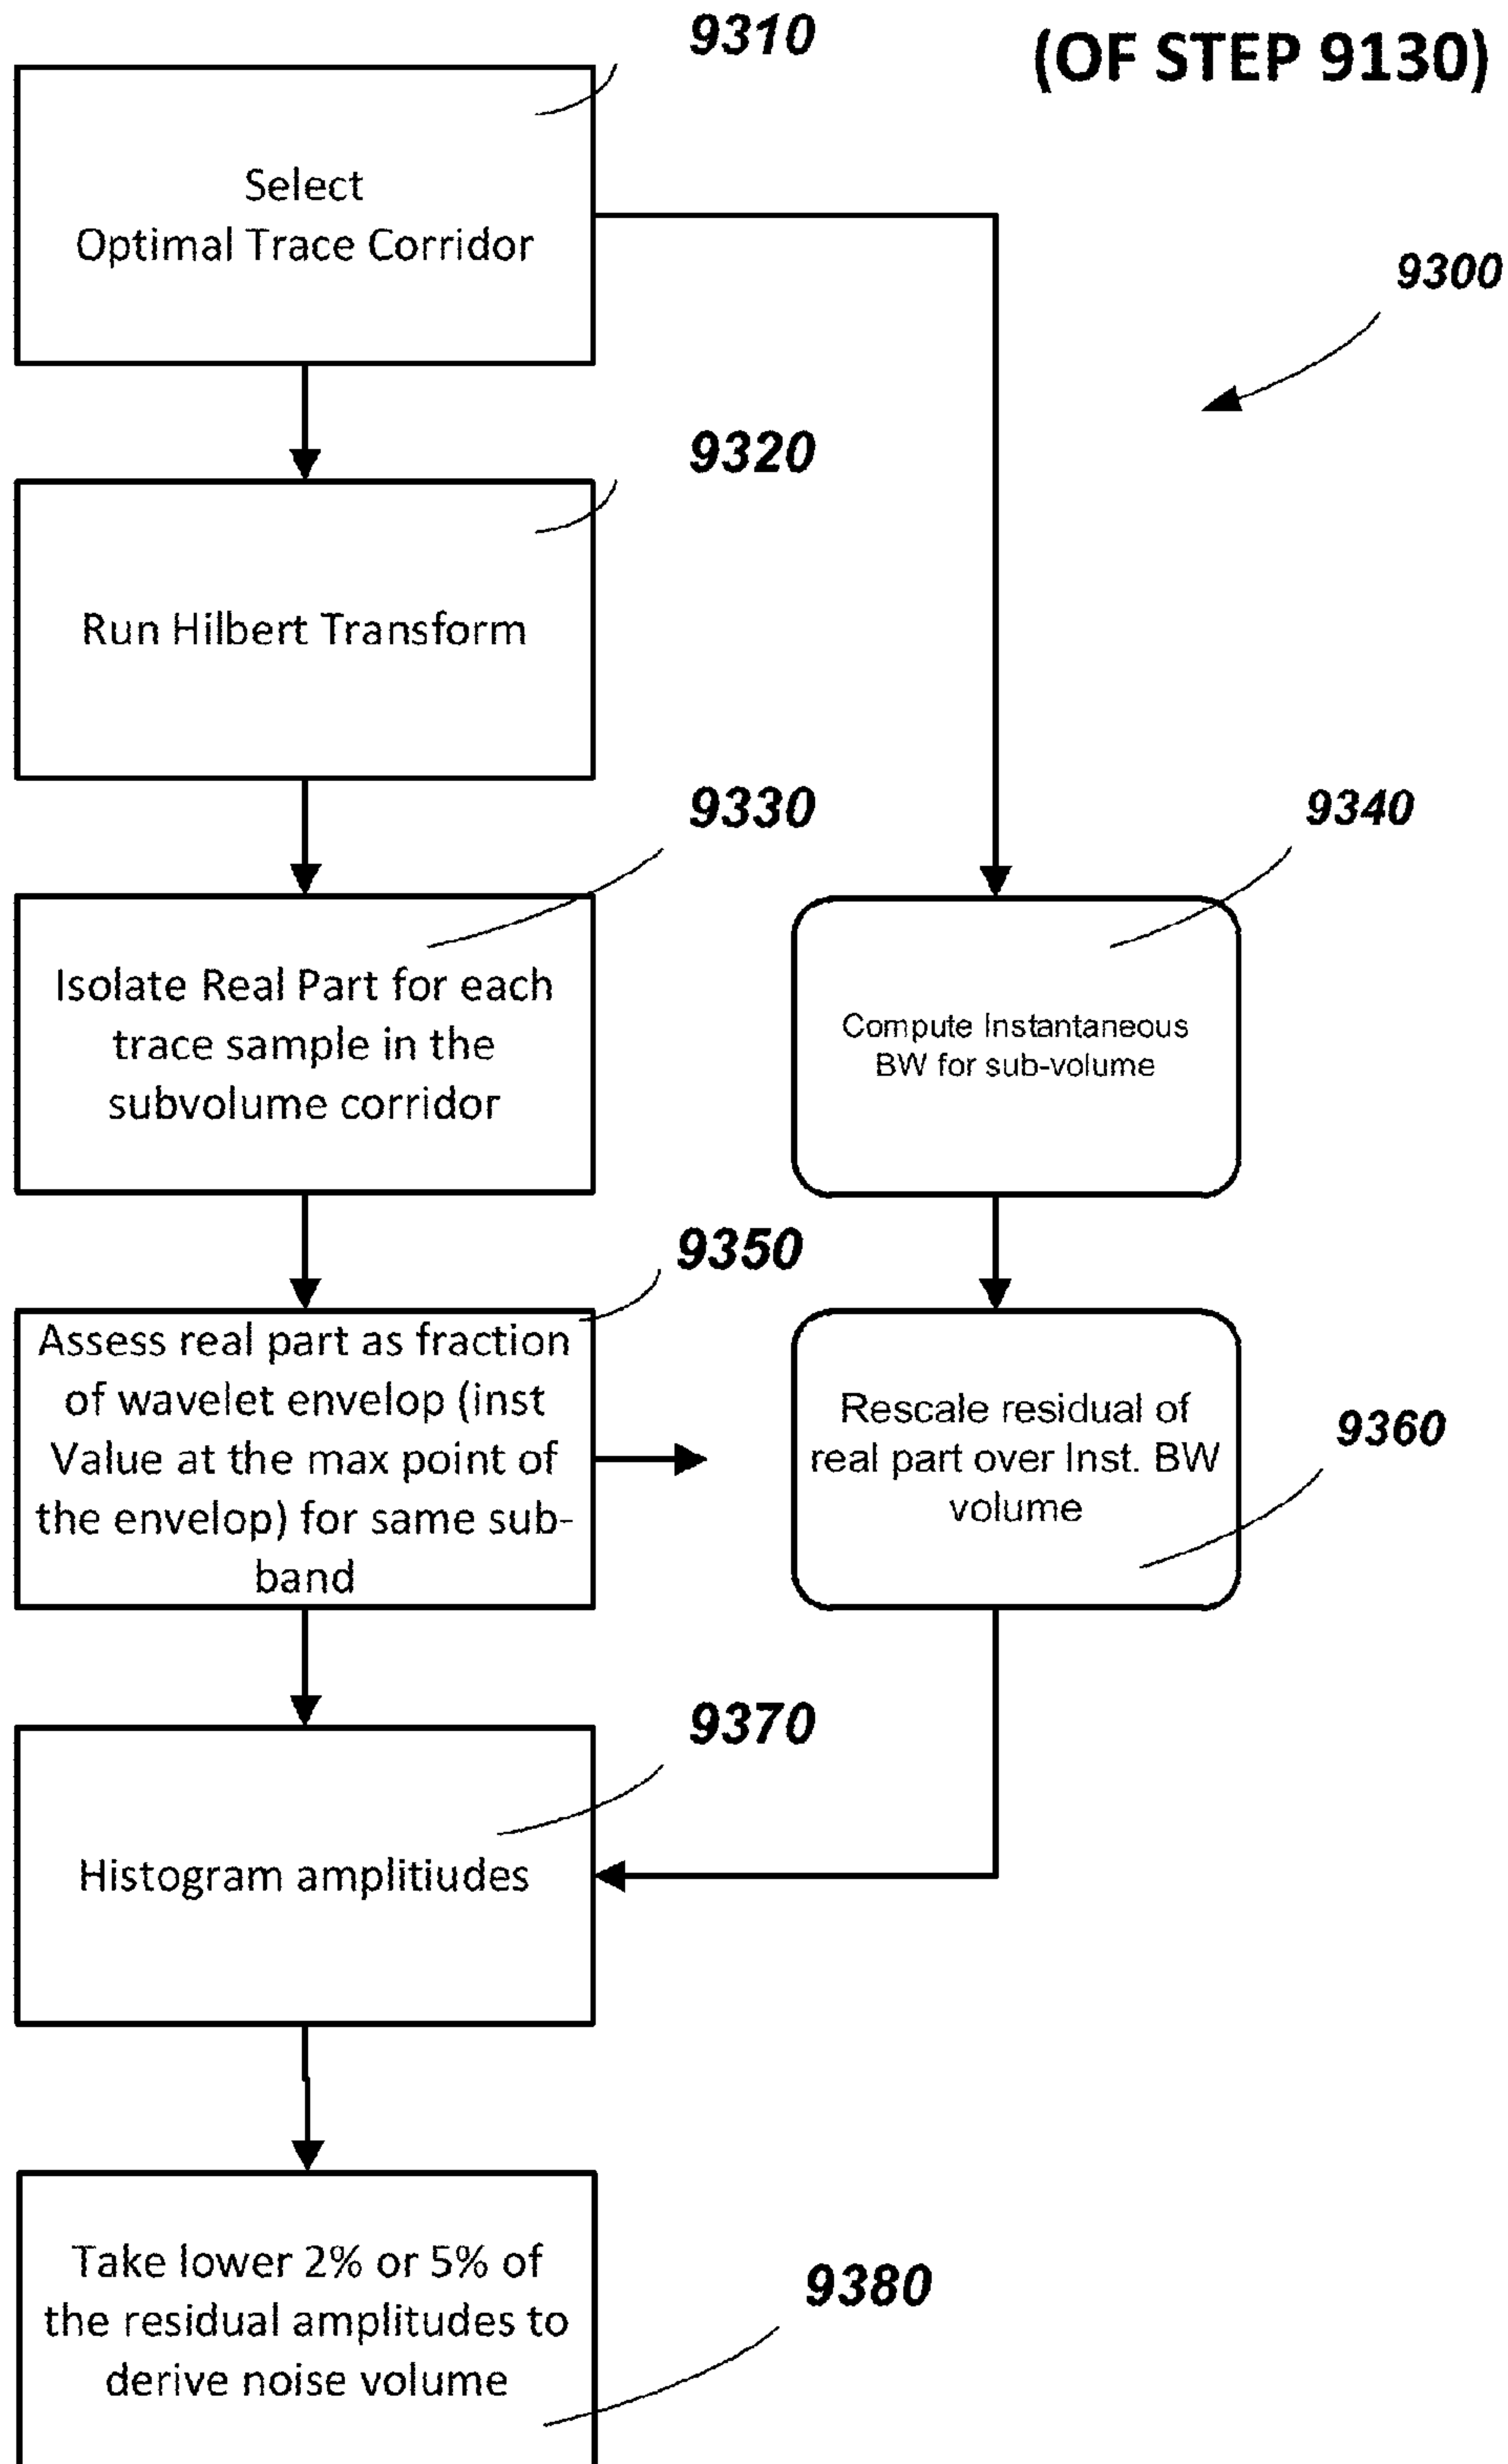 9310
(OF STEP 9130)
Select
Optimal Trace Corridor
9300
9320
Run Hilbert Transform
9330
9340
Isolate Real Part for each
trace sample in the
subvolume corridor
Compute Instantaneous
BW for sub-volume
9350
Assess real part as fraction
of wavelet envelop (inst
Value at the max point of
the envelop) for same sub-
band
Rescale residual of
real part over Inst. BW
volume
9360
9370
Histogram amplitiudes
Take lower 2% or 5% of
the residual amplitudes to
derive noise volume
9380